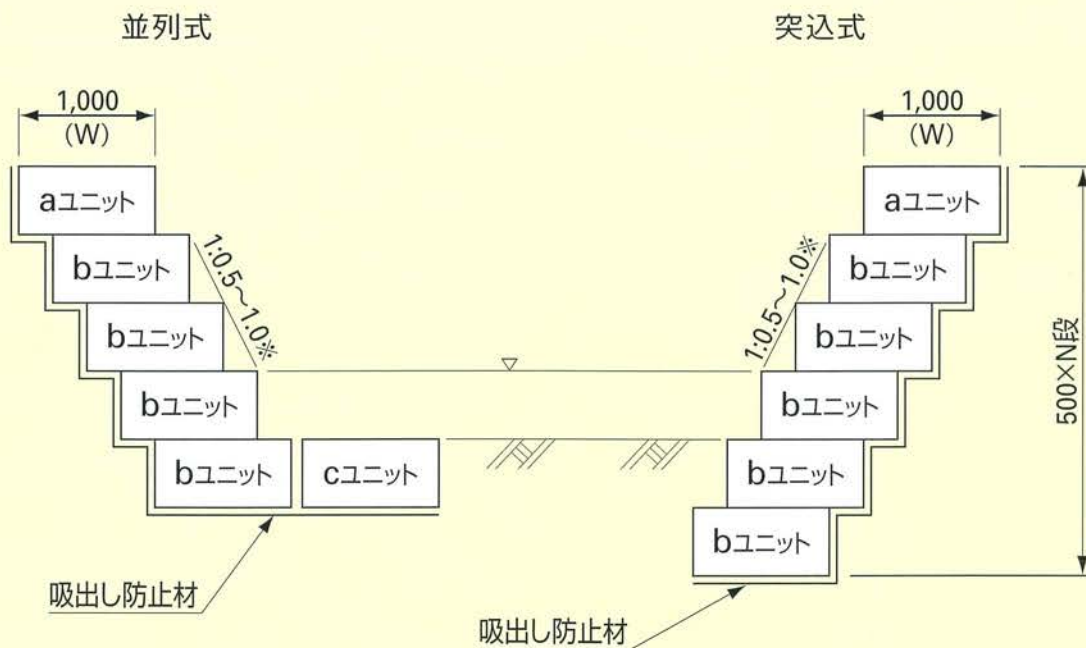 並列式
1,000
(W)
aユニット
bユニット
bユニット
bユニット
bユニット
cユニット
1:0.5〜1.0※
吸出し防止材
突込式
1,000
(W)
aユニット
bユニット
bユニット
bユニット
bユニット
bユニット
1:0.5〜1.0※
500×N段
吸出し防止材